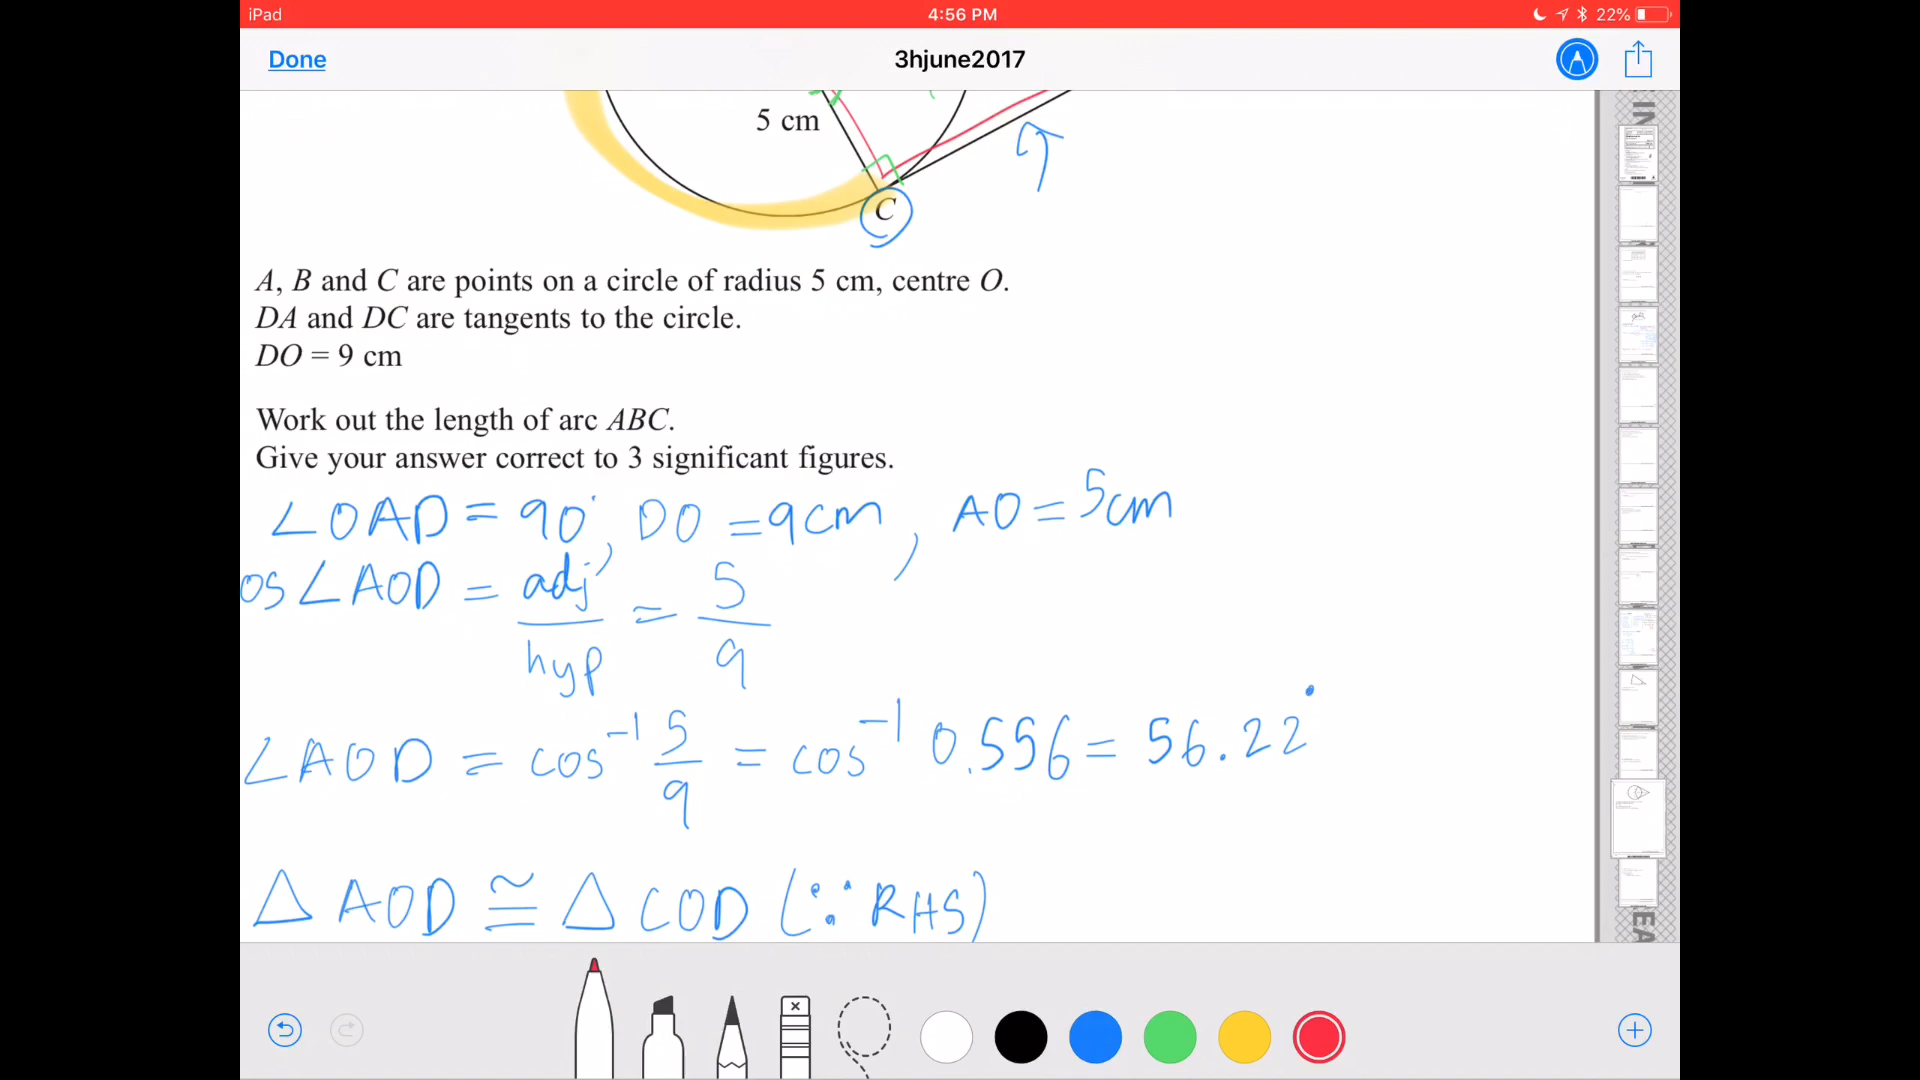 iPad 4:56 PM 22%
Done 3hjune2017
5 cm
C
A, B and C are points on a circle of radius 5 cm, centre O.
DA and DC are tangents to the circle.
DO = 9 cm
Work out the length of arc ABC.
Give your answer correct to 3 significant figures.
∠OAD = 90°, DO = 9cm, AO = 5cm
os∠AOD = adj/hyp = 5/9
∠AOD = cos⁻¹ 5/9 = cos⁻¹ 0.556 = 56.22°
△ AOD ≅ △ COD (∵ RHS)